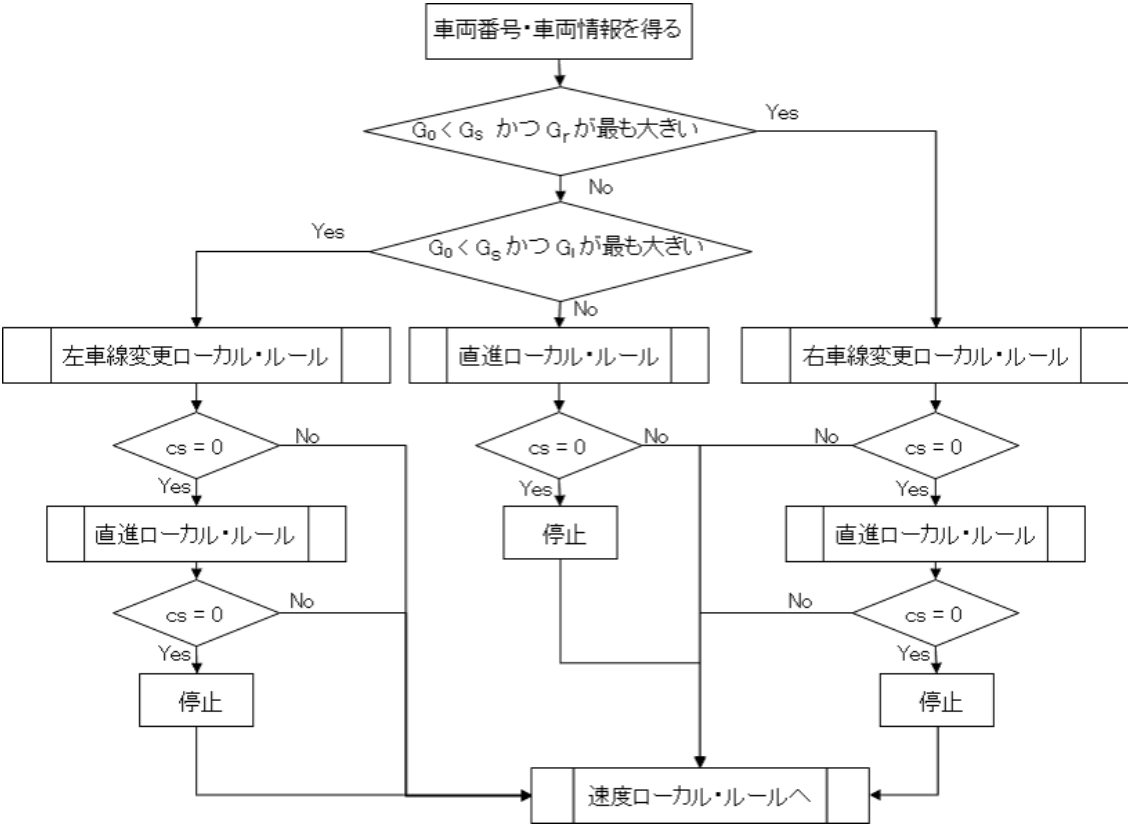 車両番号・車両情報を得る
G₀ < Gₛ かつ Gᵣ が最も大きい
Yes
No
G₀ < Gₛ かつ Gₗ が最も大きい
Yes
No
左車線変更ローカル・ルール
直進ローカル・ルール
右車線変更ローカル・ルール
cs = 0
No
Yes
cs = 0
No
Yes
cs = 0
No
Yes
直進ローカル・ルール
停止
直進ローカル・ルール
cs = 0
No
Yes
cs = 0
No
Yes
停止
停止
速度ローカル・ルールへ